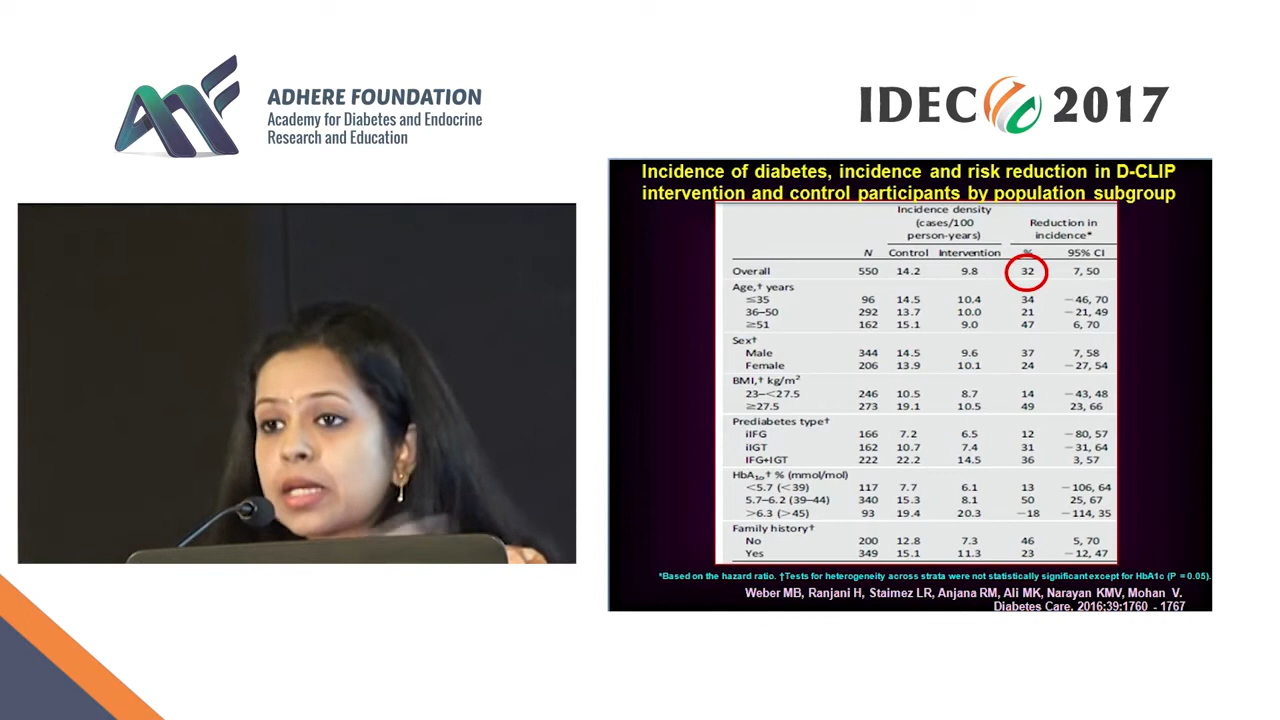 ADHERE FOUNDATION
Academy for Diabetes and Endocrine
Research and Education
IDEC 2017
Incidence of diabetes, incidence and risk reduction in D-CLIP
intervention and control participants by population subgroup
Incidence density
(cases/100
person-years)
Reduction in
incidence*
N Control Intervention % 95% CI
Overall 550 14.2 9.8 32 7, 50
Age,† years
≤35 96 14.5 10.4 34 −46, 70
36–50 292 13.7 10.0 21 −21, 49
≥51 162 15.1 9.0 47 6, 70
Sex†
Male 344 14.5 9.6 37 7, 58
Female 206 13.9 10.1 24 −27, 54
BMI,† kg/m²
23–<27.5 246 10.5 8.7 14 −43, 48
≥27.5 273 19.1 10.5 49 23, 66
Prediabetes type†
iIFG 166 7.2 6.5 12 −80, 57
iIGT 162 10.7 7.4 31 −31, 64
IFG+IGT 222 22.2 14.5 36 3, 57
HbA1c† % (mmol/mol)
<5.7 (<39) 117 7.7 6.1 13 −106, 64
5.7–6.2 (39–44) 340 15.3 8.1 50 25, 67
>6.3 (>45) 93 19.4 20.3 −18 −114, 35
Family history†
No 200 12.8 7.3 46 5, 70
Yes 349 15.1 11.3 23 −12, 47
*Based on the hazard ratio. †Tests for heterogeneity across strata were not statistically significant except for HbA1c (P = 0.05).
Weber MB, Ranjani H, Staimez LR, Anjana RM, Ali MK, Narayan KMV, Mohan V.
Diabetes Care. 2016;39:1760 - 1767